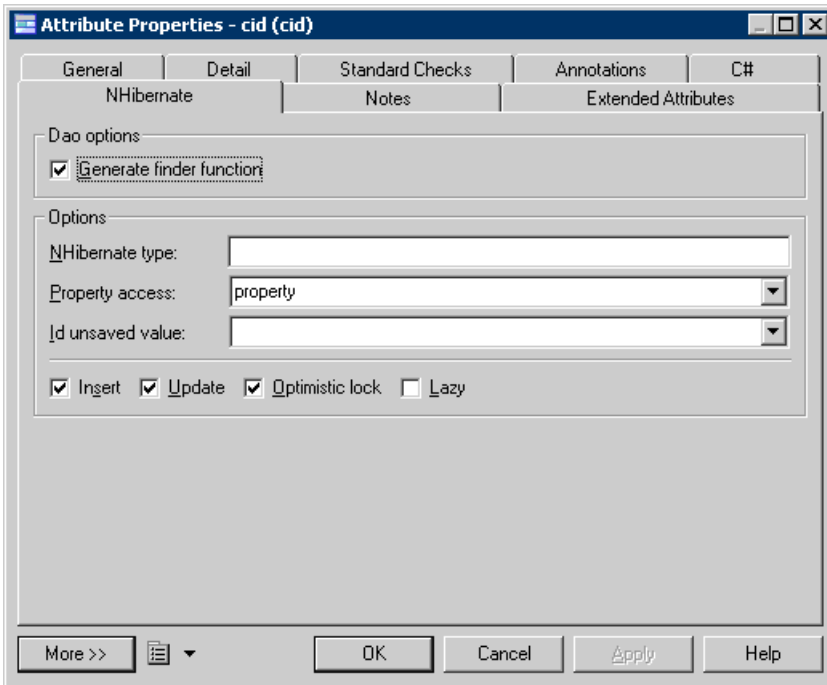 Attribute Properties - cid (cid)
General Detail Standard Checks Annotations C#
NHibernate Notes Extended Attributes
Dao options
Generate finder function
Options
NHibernate type:
Property access: property
Id unsaved value:
Insert Update Optimistic lock Lazy
More >> OK Cancel Apply Help